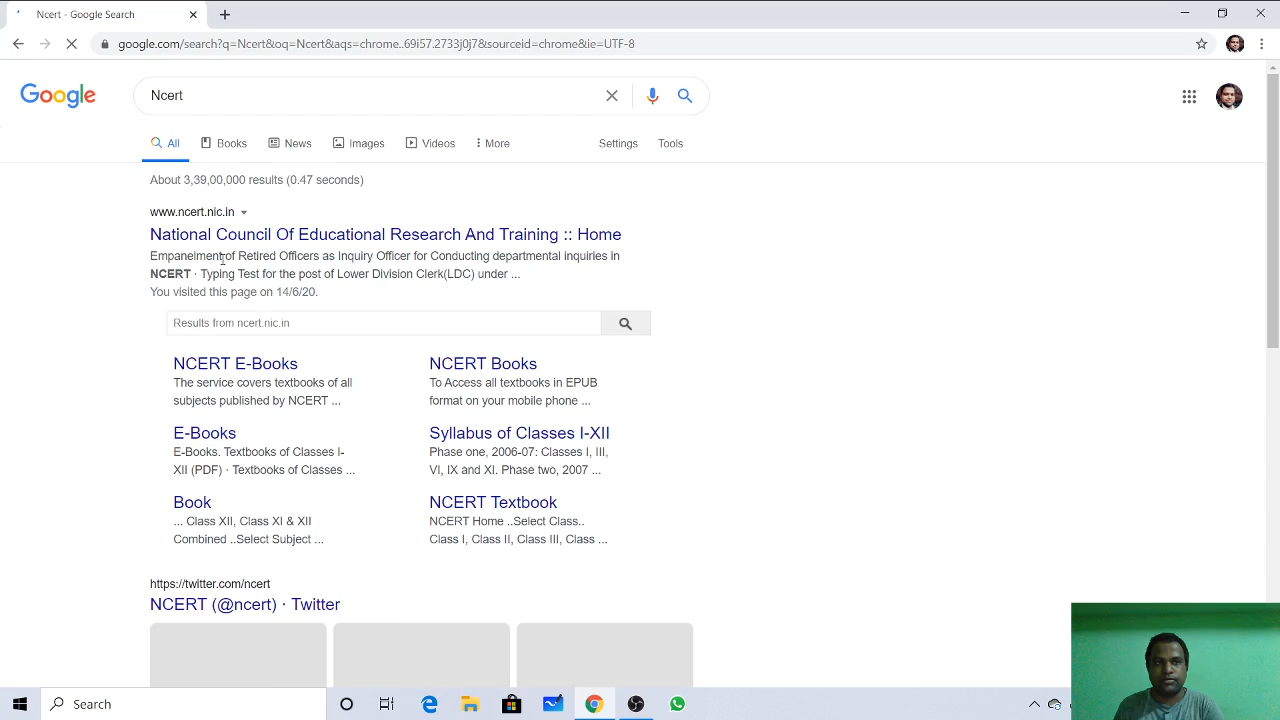 Ncert - Google Search
google.com/search?q=Ncert&oq=Ncert&aqs=chrome..69i57.2733j0j7&sourceid=chrome&ie=UTF-8
Google
Ncert
All Books News Images Videos More Settings Tools
About 3,39,00,000 results (0.47 seconds)
www.ncert.nic.in
National Council Of Educational Research And Training :: Home
Empanelment of Retired Officers as Inquiry Officer for Conducting departmental inquiries in
NCERT · Typing Test for the post of Lower Division Clerk(LDC) under ...
You visited this page on 14/6/20.
Results from ncert.nic.in
NCERT E-Books
The service covers textbooks of all
subjects published by NCERT ...
NCERT Books
To Access all textbooks in EPUB
format on your mobile phone ...
E-Books
E-Books. Textbooks of Classes I-
XII (PDF) · Textbooks of Classes ...
Syllabus of Classes I-XII
Phase one, 2006-07: Classes I, III,
VI, IX and XI. Phase two, 2007 ...
Book
... Class XII, Class XI & XII
Combined ..Select Subject ...
NCERT Textbook
NCERT Home ..Select Class..
Class I, Class II, Class III, Class ...
https://twitter.com/ncert
NCERT (@ncert) · Twitter
Search